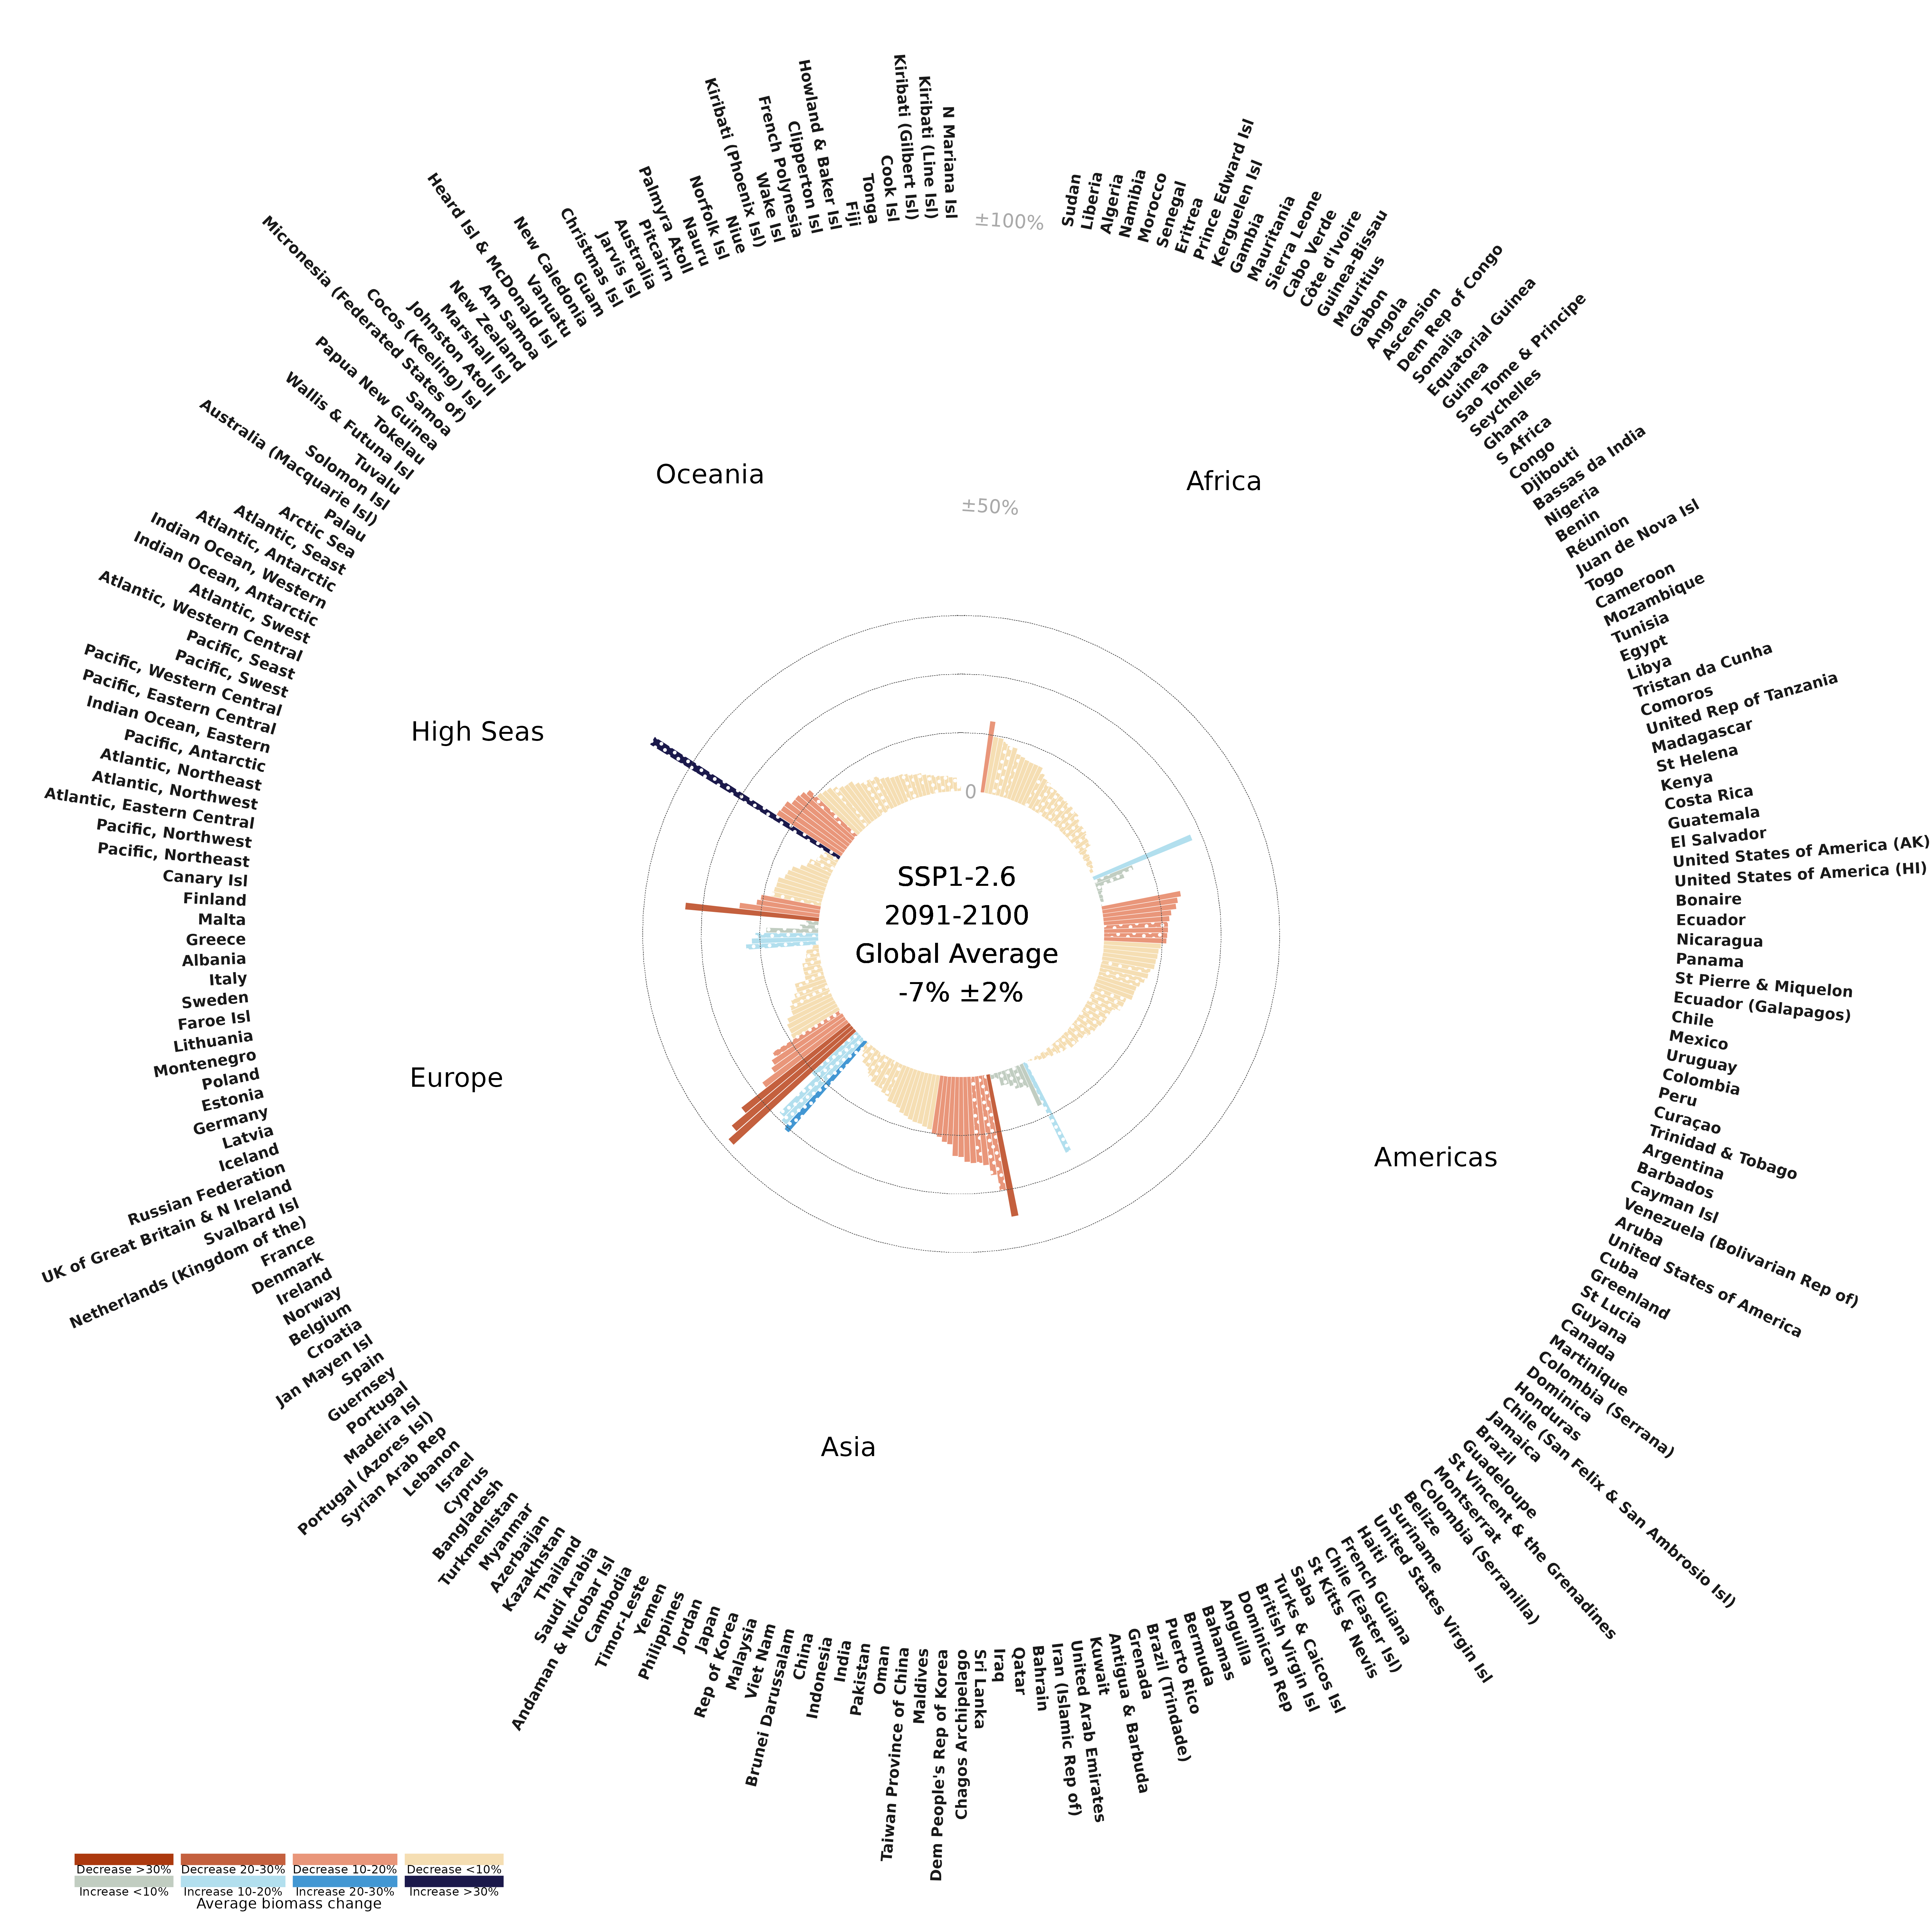 N Mariana Isl
Kiribati (Line Isl)
Kiribati (Gilbert Isl)
Cook Isl
Tonga
Fiji
Howland & Baker Isl
Clipperton Isl
French Polynesia
Wake Isl
Kiribati (Phoenix Isl)
Niue
Norfolk Isl
Nauru
Palmyra Atoll
Pitcairn
Australia
Jarvis Isl
Christmas Isl
Guam
New Caledonia
Vanuatu
Heard Isl & McDonald Isl
Am Samoa
New Zealand
Marshall Isl
Johnston Atoll
Cocos (Keeling) Isl
Micronesia (Federated States of)
Samoa
Papua New Guinea
Tokelau
Wallis & Futuna Isl
Tuvalu
Solomon Isl
Australia (Macquarie Isl)
Palau
Arctic Sea
Atlantic, Seast
Atlantic, Antarctic
Indian Ocean, Western
Indian Ocean, Antarctic
Atlantic, Swest
Atlantic, Western Central
Pacific, Seast
Pacific, Swest
Pacific, Western Central
Pacific, Eastern Central
Indian Ocean, Eastern
Pacific, Antarctic
Atlantic, Northeast
Atlantic, Northwest
Atlantic, Eastern Central
Pacific, Northwest
Pacific, Northeast
Canary Isl
Finland
Malta
Greece
Albania
Italy
Sweden
Faroe Isl
Lithuania
Montenegro
Poland
Estonia
Germany
Latvia
Iceland
Russian Federation
UK of Great Britain & N Ireland
Svalbard Isl
Netherlands (Kingdom of the)
France
Denmark
Ireland
Norway
Belgium
Croatia
Jan Mayen Isl
Spain
Guernsey
Portugal
Madeira Isl
Portugal (Azores Isl)
Syrian Arab Rep
Lebanon
Israel
Cyprus
Bangladesh
Turkmenistan
Myanmar
Azerbaijan
Kazakhstan
Thailand
Saudi Arabia
Andaman & Nicobar Isl
Cambodia
Timor-Leste
Yemen
Philippines
Jordan
Japan
Rep of Korea
Malaysia
Viet Nam
Brunei Darussalam
China
Indonesia
India
Pakistan
Oman
Taiwan Province of China
Maldives
Dem People's Rep of Korea
Chagos Archipelago
Sri Lanka
Iraq
Qatar
Bahrain
Iran (Islamic Rep of)
United Arab Emirates
Kuwait
Antigua & Barbuda
Grenada
Brazil (Trindade)
Puerto Rico
Bermuda
Bahamas
Anguilla
Dominican Rep
British Virgin Isl
Turks & Caicos Isl
Saba
St Kitts & Nevis
Chile (Easter Isl)
French Guiana
Haiti
United States Virgin Isl
Suriname
Belize
Colombia (Serranilla)
Montserrat
St Vincent & the Grenadines
Guadeloupe
Brazil
Jamaica
Chile (San Felix & San Ambrosio Isl)
Honduras
Dominica
Colombia (Serrana)
Martinique
Canada
Guyana
St Lucia
Greenland
Cuba
United States of America
Aruba
Venezuela (Bolivarian Rep of)
Cayman Isl
Barbados
Argentina
Trinidad & Tobago
Curaçao
Peru
Colombia
Uruguay
Mexico
Chile
Ecuador (Galapagos)
St Pierre & Miquelon
Panama
Nicaragua
Ecuador
Bonaire
United States of America (HI)
United States of America (AK)
El Salvador
Guatemala
Costa Rica
Kenya
St Helena
Madagascar
United Rep of Tanzania
Comoros
Tristan da Cunha
Libya
Egypt
Tunisia
Mozambique
Cameroon
Togo
Juan de Nova Isl
Réunion
Benin
Nigeria
Bassas da India
Djibouti
Congo
S Africa
Ghana
Seychelles
Sao Tome & Principe
Guinea
Equatorial Guinea
Somalia
Dem Rep of Congo
Ascension
Angola
Gabon
Mauritius
Guinea-Bissau
Côte d'Ivoire
Cabo Verde
Sierra Leone
Mauritania
Gambia
Kerguelen Isl
Prince Edward Isl
Eritrea
Senegal
Morocco
Namibia
Algeria
Liberia
Sudan
±100%
±50%
0
Oceania
Africa
High Seas
Europe
Americas
Asia
SSP1-2.6
2091-2100
Global Average
-7% ±2%
Decrease >30% Decrease 20-30% Decrease 10-20% Decrease <10%
Increase <10% Increase 10-20% Increase 20-30% Increase >30%
Average biomass change